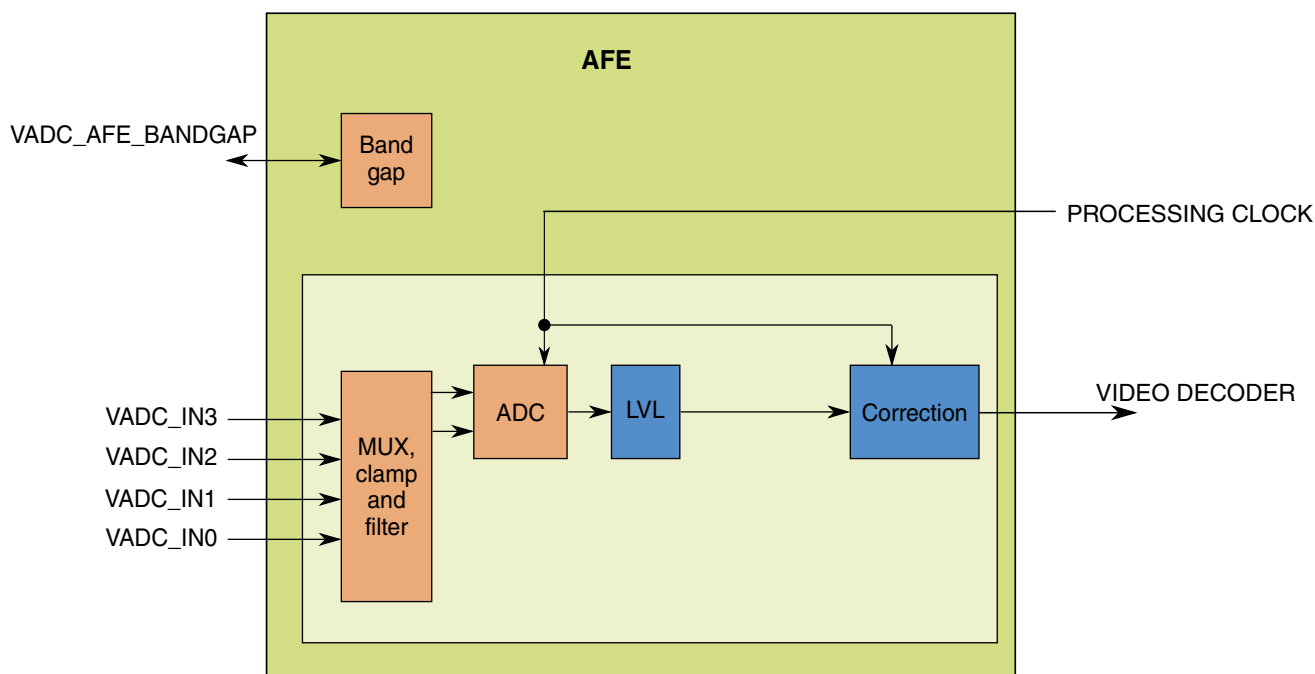 AFE
VADC_AFE_BANDGAP
Band
gap
PROCESSING CLOCK
VADC_IN3
VADC_IN2
VADC_IN1
VADC_IN0
MUX,
clamp
and
filter
ADC
LVL
Correction
VIDEO DECODER